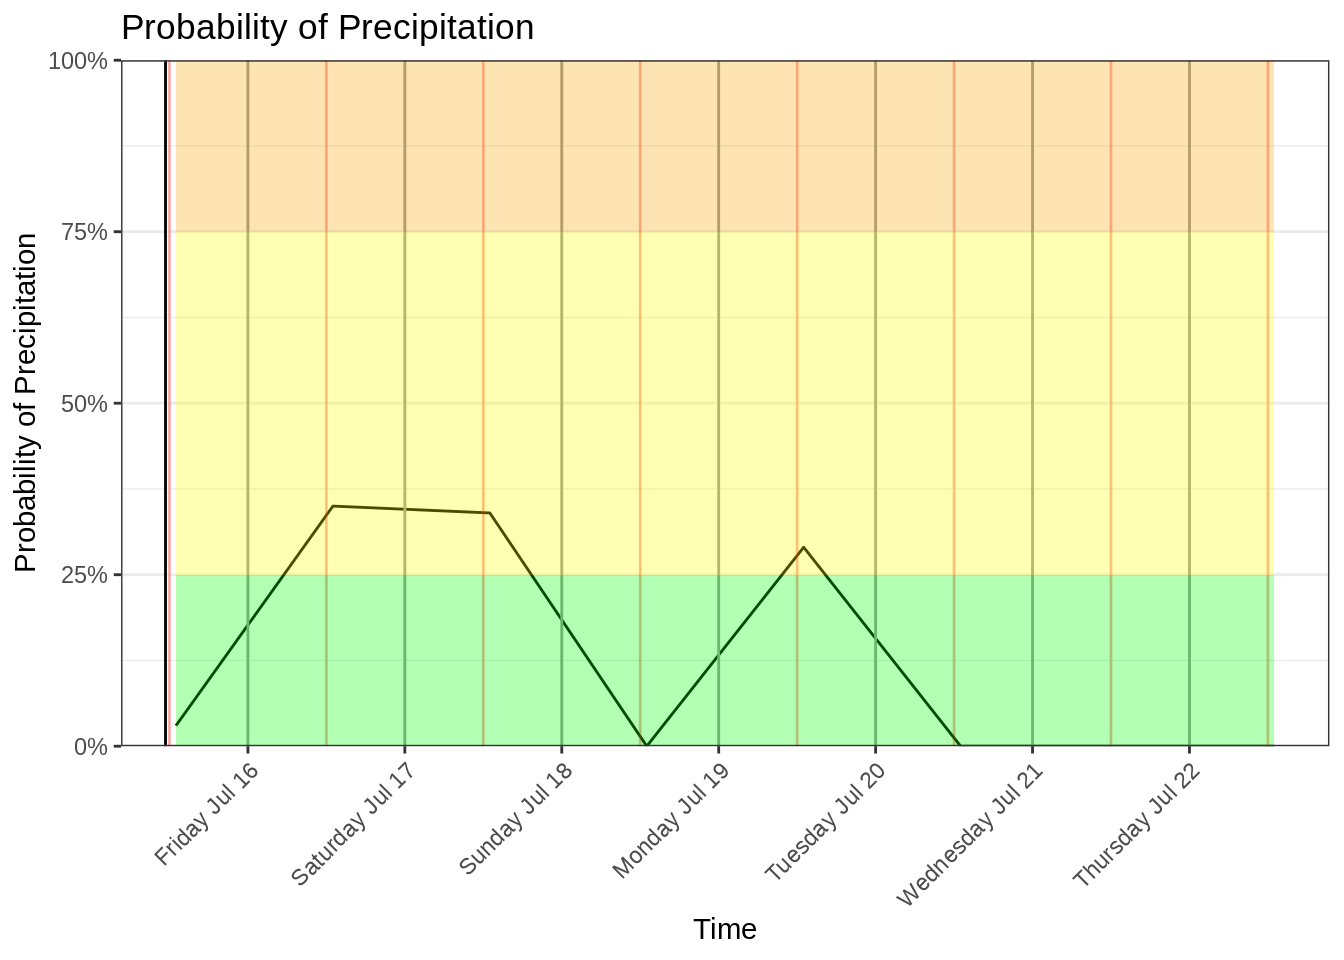 Probability of Precipitation
Probability of Precipitation
100%
75%
50%
25%
0%
Friday Jul 16
Saturday Jul 17
Sunday Jul 18
Monday Jul 19
Tuesday Jul 20
Wednesday Jul 21
Thursday Jul 22
Time